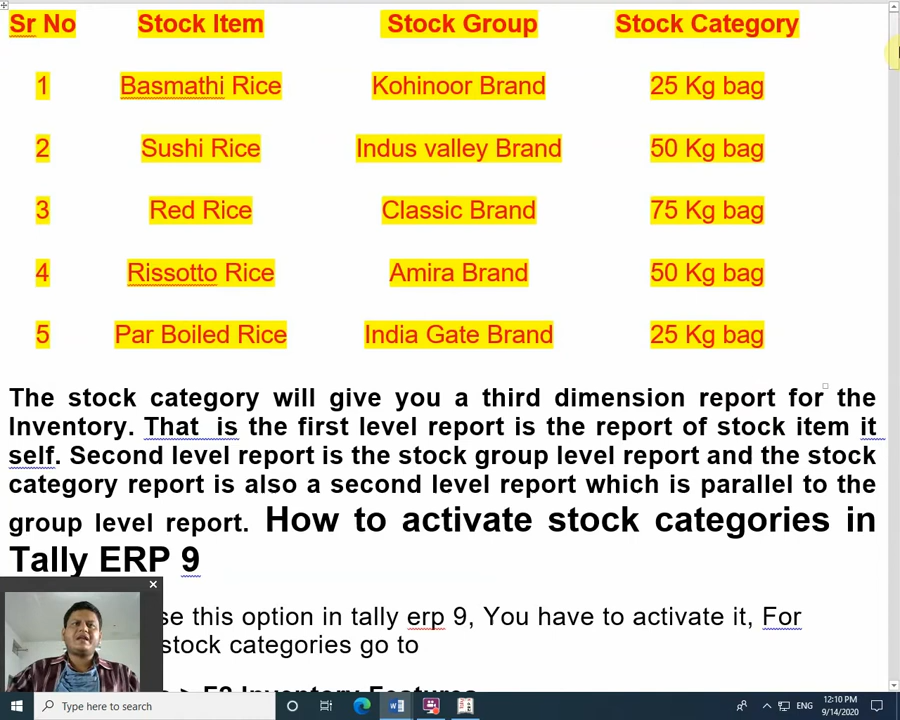 Sr No Stock Item Stock Group Stock Category
1 Basmathi Rice Kohinoor Brand 25 Kg bag
2 Sushi Rice Indus valley Brand 50 Kg bag
3 Red Rice Classic Brand 75 Kg bag
4 Rissotto Rice Amira Brand 50 Kg bag
5 Par Boiled Rice India Gate Brand 25 Kg bag
The stock category will give you a third dimension report for the
Inventory. That is the first level report is the report of stock item it
self. Second level report is the stock group level report and the stock
category report is also a second level report which is parallel to the
group level report. How to activate stock categories in
Tally ERP 9
se this option in tally erp 9, You have to activate it, For
stock categories go to
Inventory Features
Type here to search
ENG
12:10 PM
9/14/2020